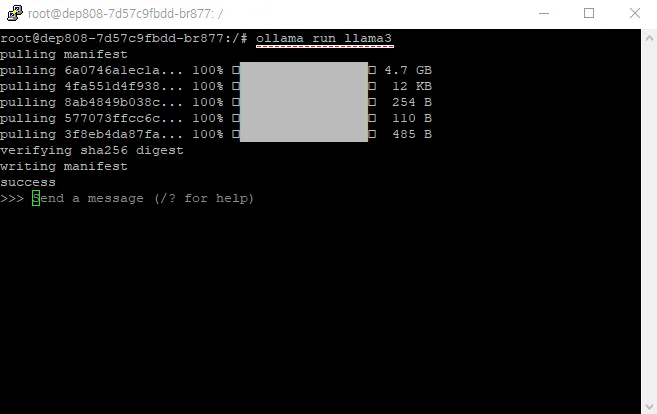 root@dep808-7d57c9fbdd-br877: /
root@dep808-7d57c9fbdd-br877:/# ollama run llama3
pulling manifest
pulling 6a0746a1ec1a... 100% 4.7 GB
pulling 4fa551d4f938... 100% 12 KB
pulling 8ab4849b038c... 100% 254 B
pulling 577073ffcc6c... 100% 110 B
pulling 3f8eb4da87fa... 100% 485 B
verifying sha256 digest
writing manifest
success
>>> Send a message (/? for help)